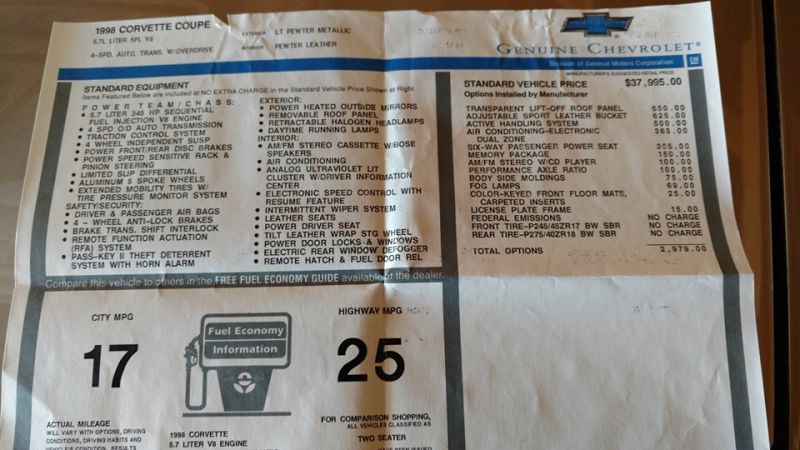 1998 CORVETTE COUPE
5.7L LITER SFI. V8
4-SPD. AUTO. TRANS. W/OVERDRIVE
EXTERIOR LT PEWTER METALLIC
INTERIOR PEWTER LEATHER
CHEVROLET
GENUINE CHEVROLET®
Division of General Motors Corporation
GM
STANDARD EQUIPMENT
Items Featured Below are included at NO EXTRA CHARGE in the Standard Vehicle Price Shown at Right
POWER TEAM/CHASS:
• 5.7 LITER 345 HP SEQUENTIAL
FUEL INJECTION V8 ENGINE
• 4 SPD O/D AUTO TRANSMISSION
• TRACTION CONTROL SYSTEM
• 4 WHEEL INDEPENDENT SUSP
• POWER FRONT/REAR DISC BRAKES
• POWER SPEED SENSITIVE RACK &
PINION STEERING
• LIMITED SLIP DIFFERENTIAL
• ALUMINUM 5 SPOKE WHEELS
• EXTENDED MOBILITY TIRES W/
TIRE PRESSURE MONITOR SYSTEM
SAFETY/SECURITY:
• DRIVER & PASSENGER AIR BAGS
• 4 - WHEEL ANTI-LOCK BRAKES
• BRAKE TRANS. SHIFT INTERLOCK
• REMOTE FUNCTION ACTUATION
(RFA) SYSTEM
• PASS-KEY II THEFT DETERRENT
SYSTEM WITH HORN ALARM
EXTERIOR:
• POWER HEATED OUTSIDE MIRRORS
• REMOVABLE ROOF PANEL
• RETRACTABLE HALOGEN HEADLAMPS
• DAYTIME RUNNING LAMPS
INTERIOR:
• AM/FM STEREO CASSETTE W/BOSE
SPEAKERS
• AIR CONDITIONING
• ANALOG ULTRAVIOLET LIT
CLUSTER W/DRIVER INFORMATION
CENTER
• ELECTRONIC SPEED CONTROL WITH
RESUME FEATURE
• INTERMITTENT WIPER SYSTEM
• LEATHER SEATS
• POWER DRIVER SEAT
• TILT LEATHER WRAP STG WHEEL
• POWER DOOR LOCKS & WINDOWS
• ELECTRIC REAR WINDOW DEFOGGER
• REMOTE HATCH & FUEL DOOR REL
MANUFACTURER'S SUGGESTED RETAIL PRICE
STANDARD VEHICLE PRICE $37,995.00
Options Installed by Manufacturer
TRANSPARENT LIFT-OFF ROOF PANEL 650.00
ADJUSTABLE SPORT LEATHER BUCKET 625.00
ACTIVE HANDLING SYSTEM 500.00
AIR CONDITIONING-ELECTRONIC 365.00
DUAL ZONE
SIX-WAY PASSENGER POWER SEAT 305.00
MEMORY PACKAGE 150.00
AM/FM STEREO W/CD PLAYER 100.00
PERFORMANCE AXLE RATIO 100.00
BODY SIDE MOLDINGS 75.00
FOG LAMPS 69.00
COLOR-KEYED FRONT FLOOR MATS, 25.00
CARPETED INSERTS
LICENSE PLATE FRAME 15.00
FEDERAL EMISSIONS NO CHARGE
FRONT TIRE-P245/45ZR17 BW SBR NO CHARGE
REAR TIRE-P275/40ZR18 BW SBR NO CHARGE
TOTAL OPTIONS 2,979.00
Compare this vehicle to others in the FREE FUEL ECONOMY GUIDE available at the dealer.
CITY MPG
17
Fuel Economy
Information
HIGHWAY MPG
25
ACTUAL MILEAGE
WILL VARY WITH OPTIONS, DRIVING
CONDITIONS, DRIVING HABITS AND
VEHICLE'S CONDITION. RESULTS
1998 CORVETTE
5.7 LITER V8 ENGINE
FOR COMPARISON SHOPPING,
ALL VEHICLES CLASSIFIED AS
TWO SEATER
HAVE BEEN ISSUED